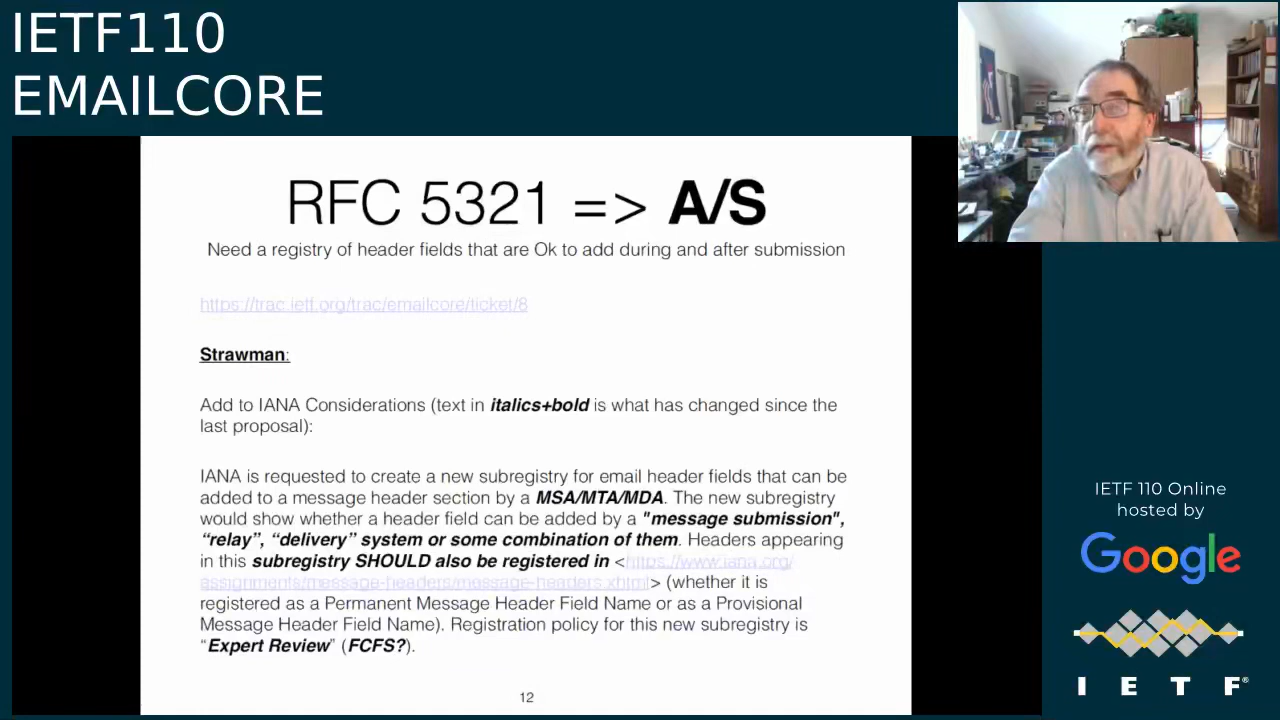 IETF110
EMAILCORE
RFC 5321 => A/S
Need a registry of header fields that are Ok to add during and after submission
https://trac.ietf.org/trac/emailcore/ticket/8
Strawman:
Add to IANA Considerations (text in italics+bold is what has changed since the
last proposal):
IANA is requested to create a new subregistry for email header fields that can be
added to a message header section by a MSA/MTA/MDA. The new subregistry
would show whether a header field can be added by a "message submission",
“relay”, “delivery” system or some combination of them. Headers appearing
in this subregistry SHOULD also be registered in <https://www.iana.org/
assignments/message-headers/message-headers.xhtml> (whether it is
registered as a Permanent Message Header Field Name or as a Provisional
Message Header Field Name). Registration policy for this new subregistry is
“Expert Review” (FCFS?).
12
IETF 110 Online
hosted by
Google
I E T F®